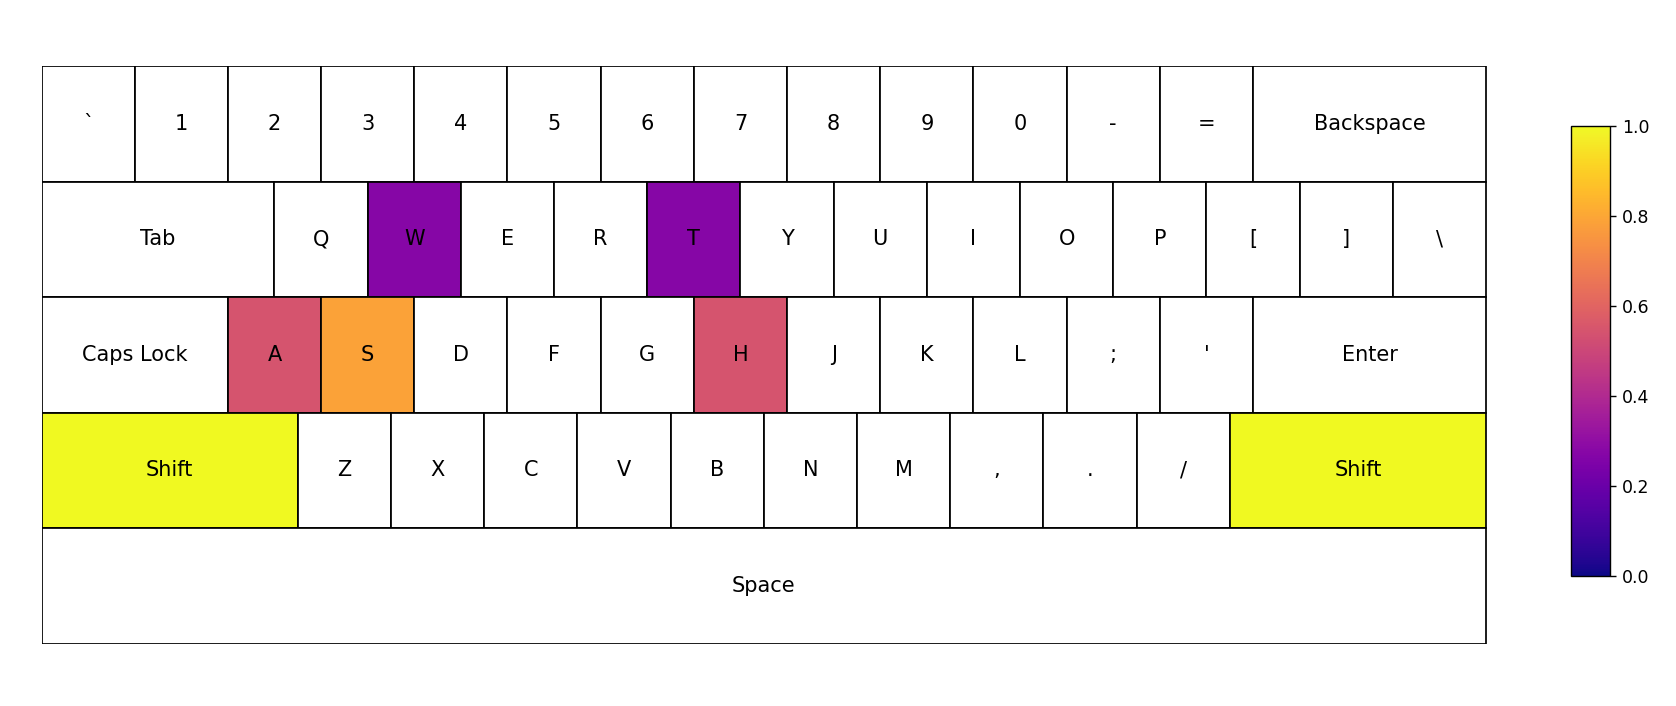 ` 1 2 3 4 5 6 7 8 9 0 - = Backspace
Tab Q W E R T Y U I O P [ ] \
Caps Lock A S D F G H J K L ; ' Enter
Shift Z X C V B N M , . / Shift
Space
1.0
0.8
0.6
0.4
0.2
0.0